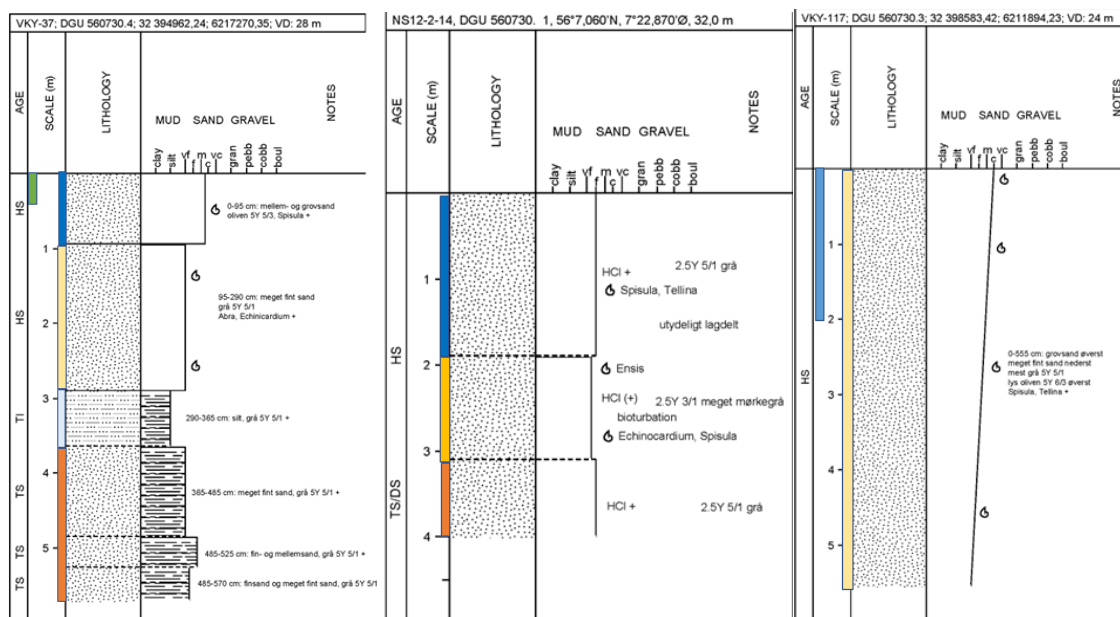 VKY-37; DGU 560730.4; 32 394962,24; 6217270,35; VD: 28 m
AGE
SCALE (m)
LITHOLOGY
MUD SAND GRAVEL
NOTES
clay
silt
vf
f
m
c
vc
gran
pebb
cobb
boul
HS
0-95 cm: mellem- og grovsand
oliven 5Y 5/3, Spisula +
1
HS
95-290 cm: meget fint sand
grå 5Y 5/1
Abra, Echinicardium +
2
3
TI
290-365 cm: silt, grå 5Y 5/1 +
4
TS
365-485 cm: meget fint sand, grå 5Y 5/1 +
5
TS
485-525 cm: fin- og mellemsand, grå 5Y 5/1 +
TS
485-570 cm: finsand og meget fint sand, grå 5Y 5/1
NS12-2-14, DGU 560730. 1, 56°7,060'N, 7°22,870'Ø, 32,0 m
AGE
SCALE (m)
LITHOLOGY
MUD SAND GRAVEL
NOTES
clay
silt
vf
f
m
c
vc
gran
pebb
cobb
boul
HCl + 2.5Y 5/1 grå
1
Spisula, Tellina
utydeligt lagdelt
HS
2
Ensis
HCl (+) 2.5Y 3/1 meget mørkegrå
bioturbation
Echinocardium, Spisula
3
TS/DS
HCl + 2.5Y 5/1 grå
4
VKY-117; DGU 560730.3; 32 398583,42; 6211894,23; VD: 24 m
AGE
SCALE (m)
LITHOLOGY
MUD SAND GRAVEL
NOTES
clay
silt
vf
f
m
c
vc
gran
pebb
cobb
boul
1
2
HS
0-555 cm: grovsand øverst
meget fint sand nederst
mest grå 5Y 5/1
lys oliven 5Y 6/3 øverst
Spisula, Tellina +
3
4
5